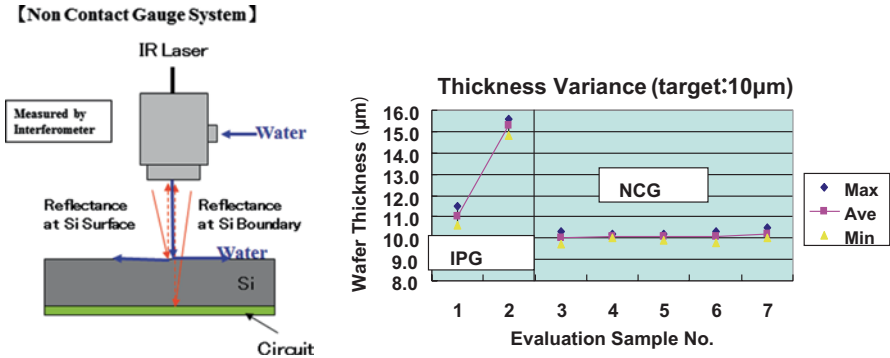 【Non Contact Gauge System】
IR Laser
Measured by
Interferometer
Water
Reflectance
at Si Surface
Reflectance
at Si Boundary
Water
Si
Circuit
Thickness Variance (target:10μm)
Wafer Thickness (μm)
16.0
15.0
14.0
13.0
12.0
11.0
10.0
9.0
8.0
IPG
NCG
1 2 3 4 5 6 7
Evaluation Sample No.
Max
Ave
Min